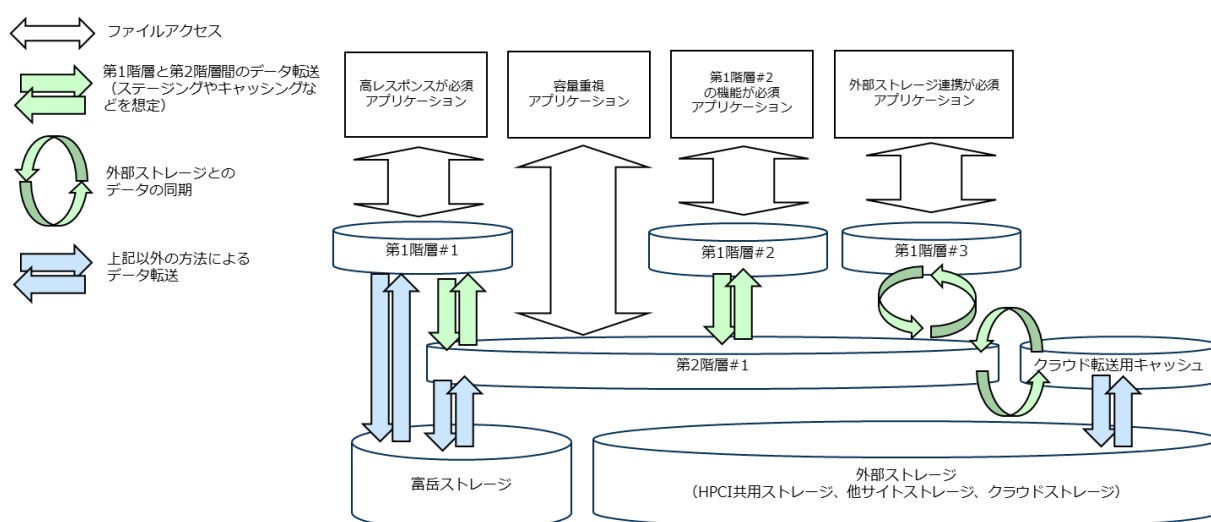 ファイルアクセス
第1階層と第2階層間のデータ転送
（ステージングやキャッシングな
どを想定）
外部ストレージとの
データの同期
上記以外の方法による
データ転送
高レスポンスが必須
アプリケーション
容量重視
アプリケーション
第1階層#2
の機能が必須
アプリケーション
外部ストレージ連携が必須
アプリケーション
第1階層#1
第1階層#2
第1階層#3
第2階層#1
クラウド転送用キャッシュ
富岳ストレージ
外部ストレージ
（HPCI共用ストレージ、他サイトストレージ、クラウドストレージ）